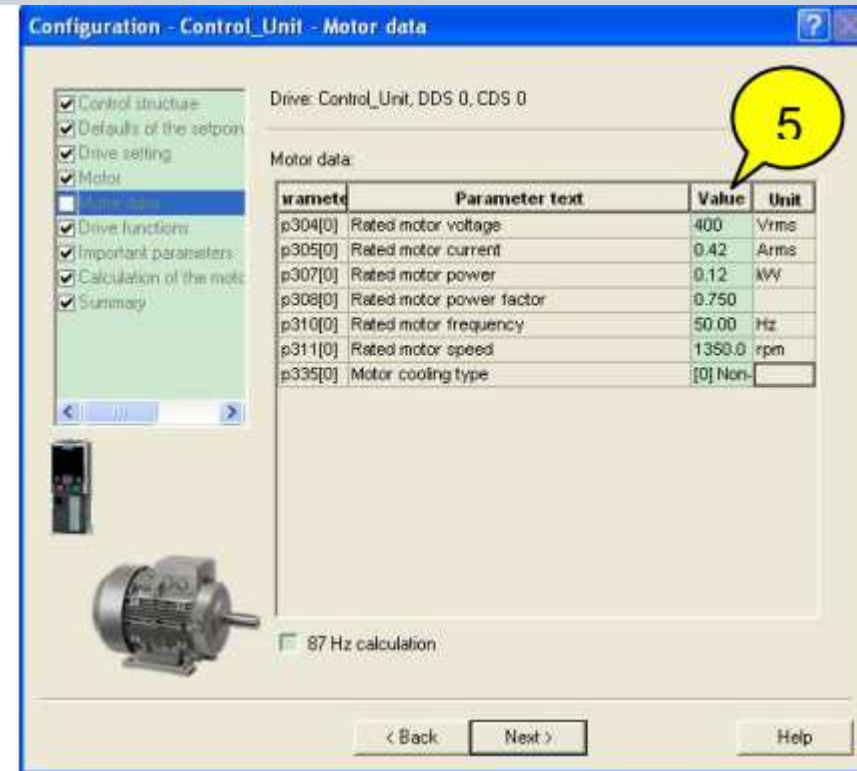 Configuration - Control_Unit - Motor data
Control structure
Defaults of the setpoin
Drive setting
Motor
Motor data
Drive functions
Important parameters
Calculation of the moto
Summary
Drive: Control_Unit, DDS 0, CDS 0
5
Motor data:
aramete Parameter text Value Unit
p304[0] Rated motor voltage 400 Vrms
p305[0] Rated motor current 0.42 Arms
p307[0] Rated motor power 0.12 kW
p308[0] Rated motor power factor 0.750
p310[0] Rated motor frequency 50.00 Hz
p311[0] Rated motor speed 1350.0 rpm
p335[0] Motor cooling type [0] Non-
87 Hz calculation
< Back Next > Help